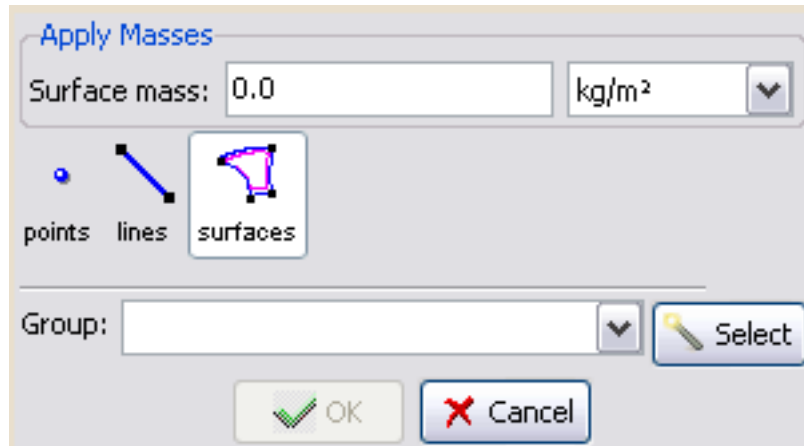 Apply Masses
Surface mass: 0.0 kg/m²
points lines surfaces
Group: Select
OK Cancel